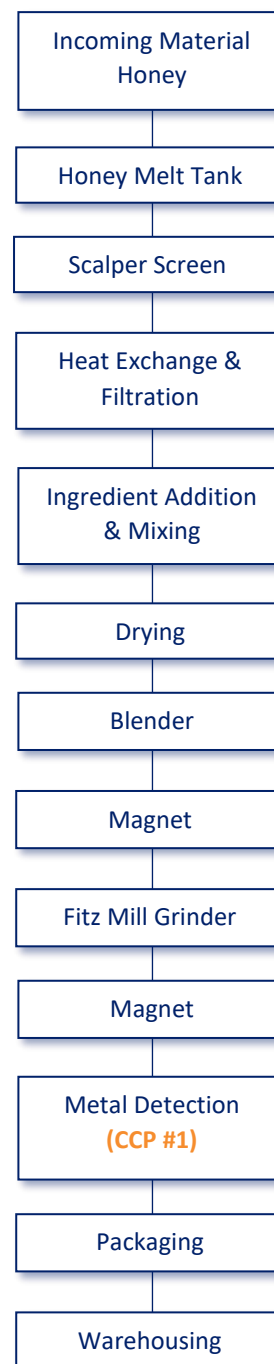 Incoming Material
Honey
Honey Melt Tank
Scalper Screen
Heat Exchange &
Filtration
Ingredient Addition
& Mixing
Drying
Blender
Magnet
Fitz Mill Grinder
Magnet
Metal Detection
(CCP #1)
Packaging
Warehousing